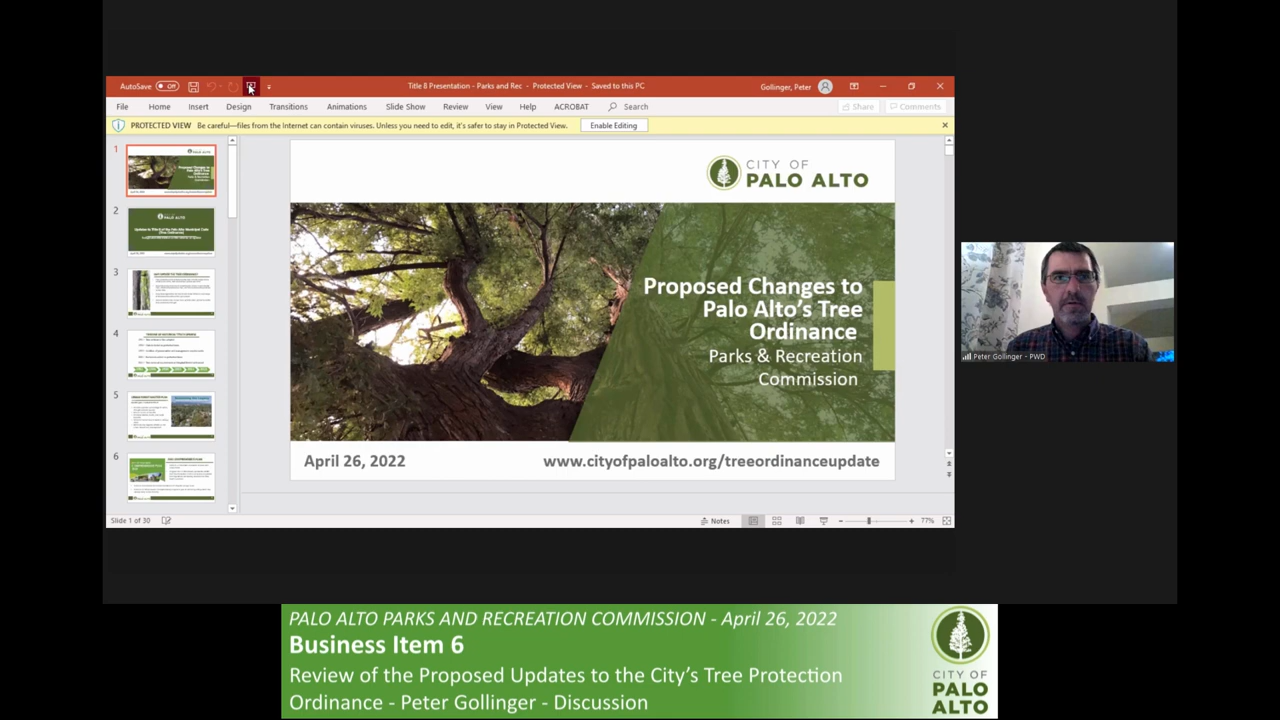 AutoSave Off
Title 8 Presentation - Parks and Rec - Protected View - Saved to this PC
Gollinger, Peter
File Home Insert Design Transitions Animations Slide Show Review View Help ACROBAT Search
Share Comments
PROTECTED VIEW Be careful—files from the Internet can contain viruses. Unless you need to edit, it's safer to stay in Protected View. Enable Editing
1
2
3
4
5
6
CITY OF
PALO ALTO
Proposed Changes to
Palo Alto's Tree
Ordinance
Parks & Recreation
Commission
April 26, 2022
www.cityofpaloalto.org/treeordinanceupdate
Slide 1 of 30
Notes
77%
Peter Gollinger - PWD
PALO ALTO PARKS AND RECREATION COMMISSION - April 26, 2022
Business Item 6
Review of the Proposed Updates to the City's Tree Protection
Ordinance - Peter Gollinger - Discussion
CITY OF
PALO
ALTO